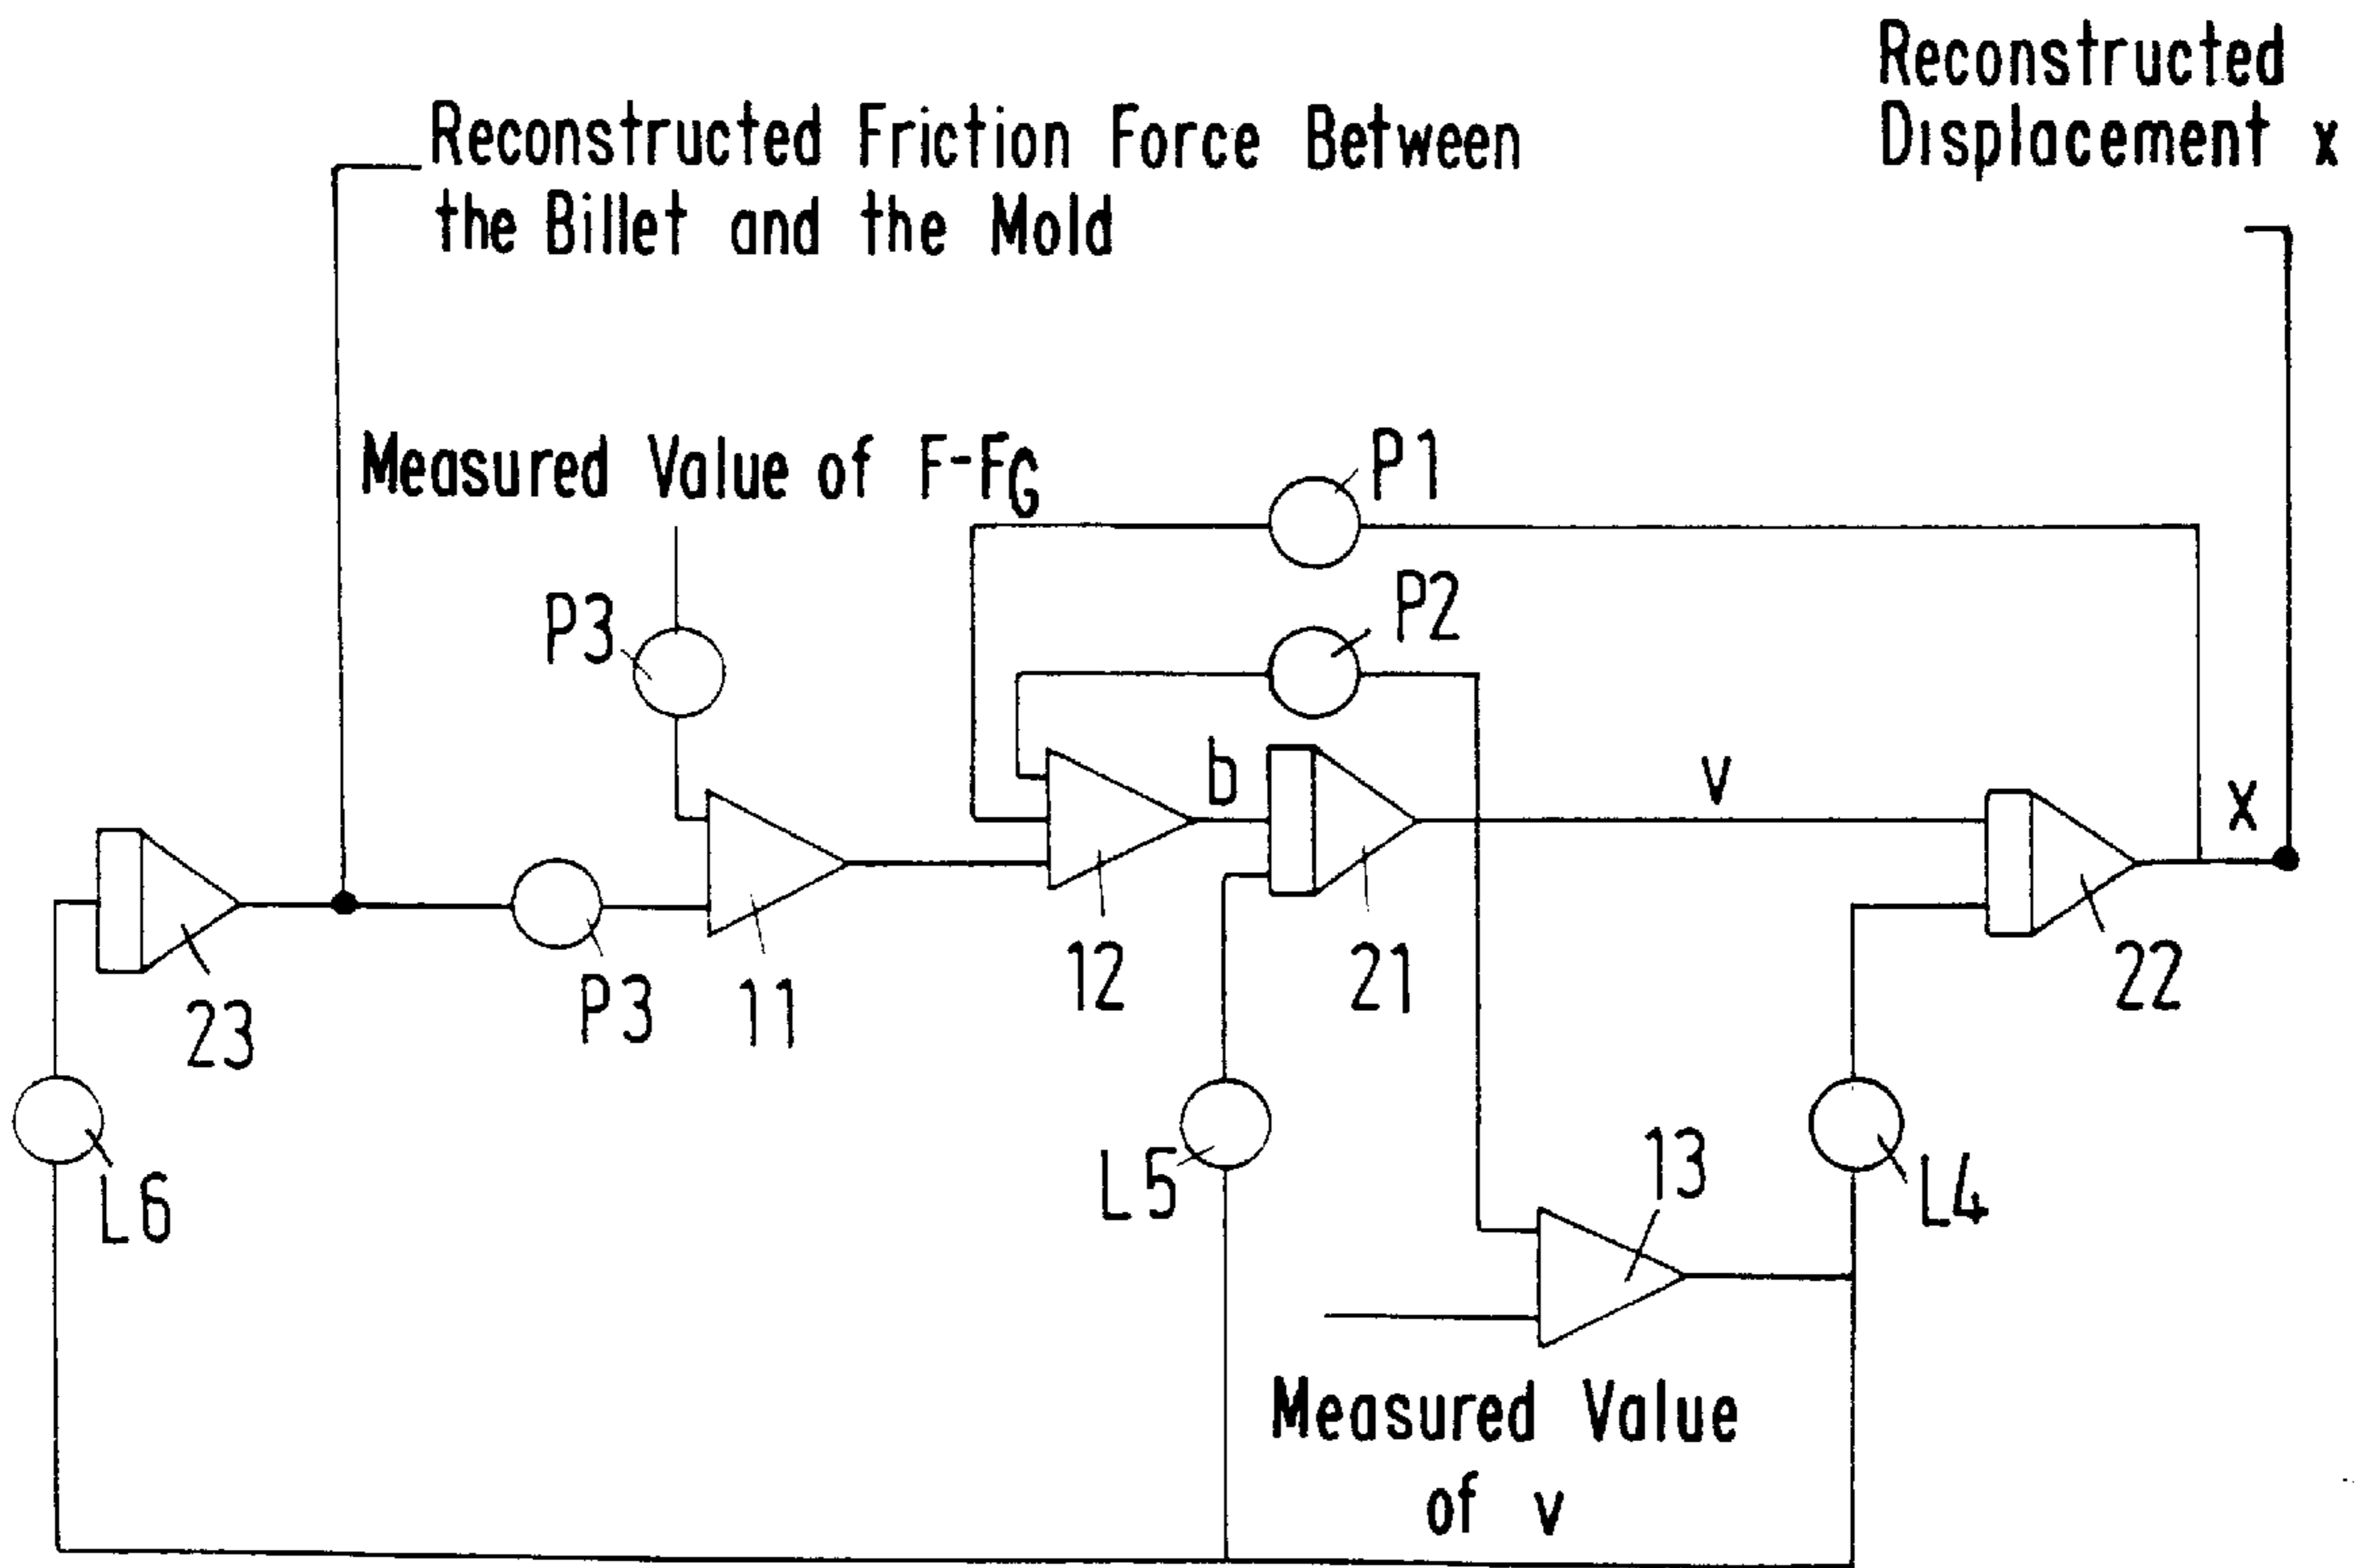 Reconstructed
Displacement x
Reconstructed Friction Force Between
the Billet and the Mold
Measured Value of F-FG
P1
P2
P3
b
v
x
23
P3
11
12
21
22
L6
L5
13
L4
Measured Value
of v